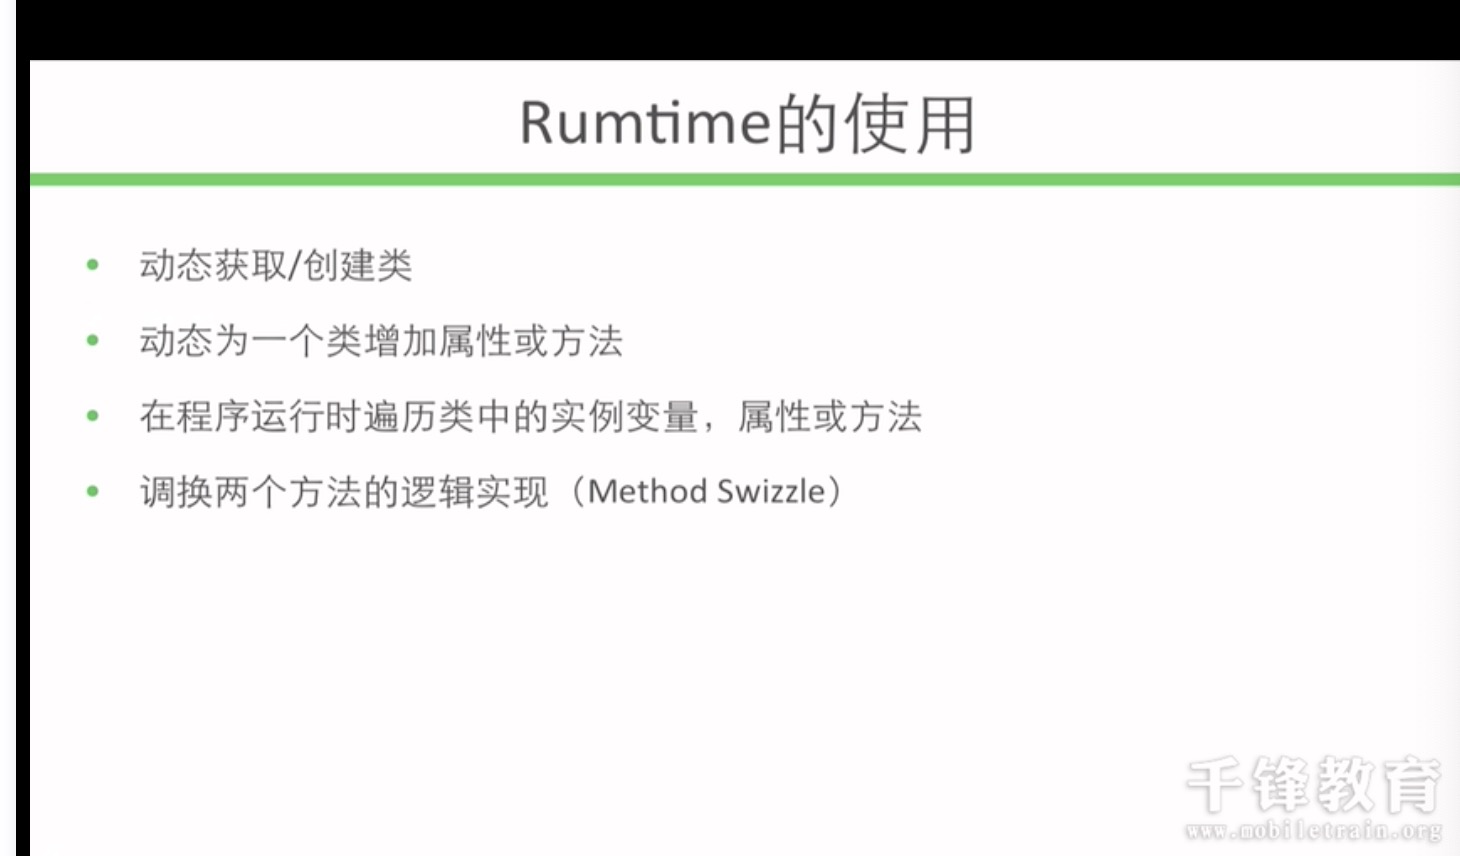 Rumtime的使用
动态获取/创建类
动态为一个类增加属性或方法
在程序运行时遍历类中的实例变量，属性或方法
调换两个方法的逻辑实现（Method Swizzle）
千锋教育
www.mobiletrain.org